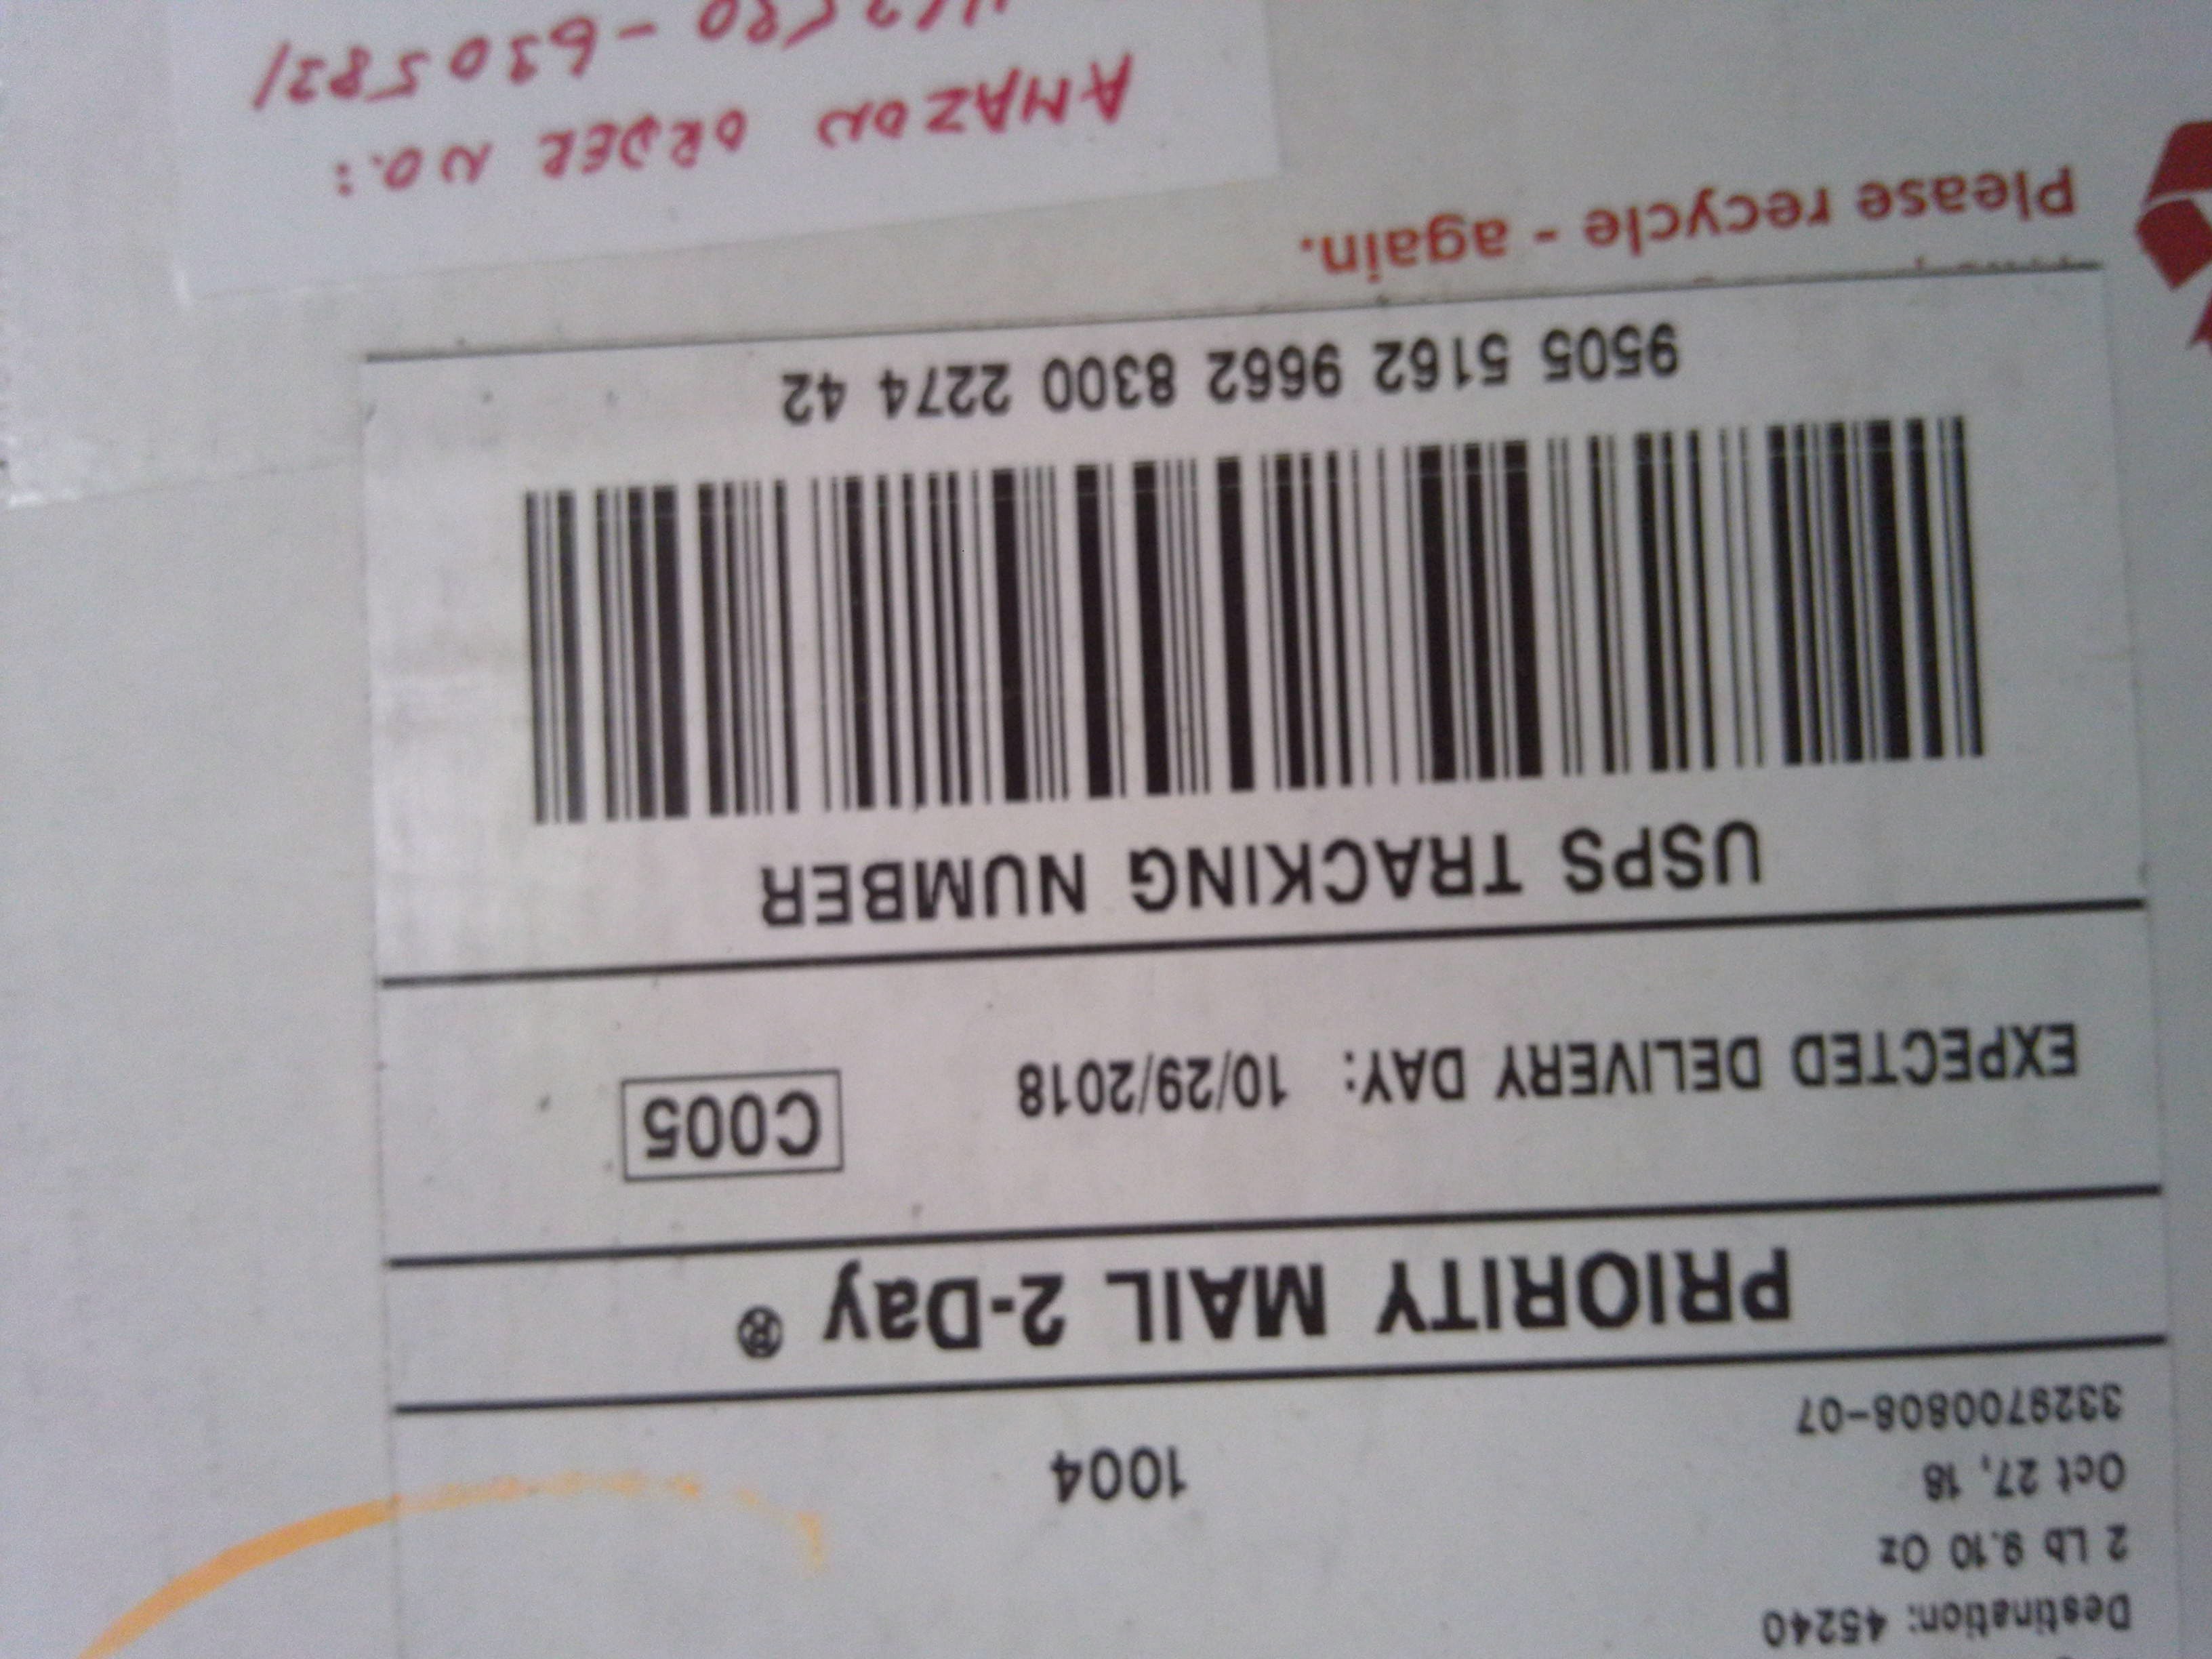 Destination: 45240
2 Lb 9.10 Oz
Oct 27, 18
3329700808-07
1004
PRIORITY MAIL 2-Day ®
EXPECTED DELIVERY DAY: 10/29/2018
C005
USPS TRACKING NUMBER
9505 5162 9662 8300 2274 42
Please recycle - again.
AMAZON ORDER NO.: